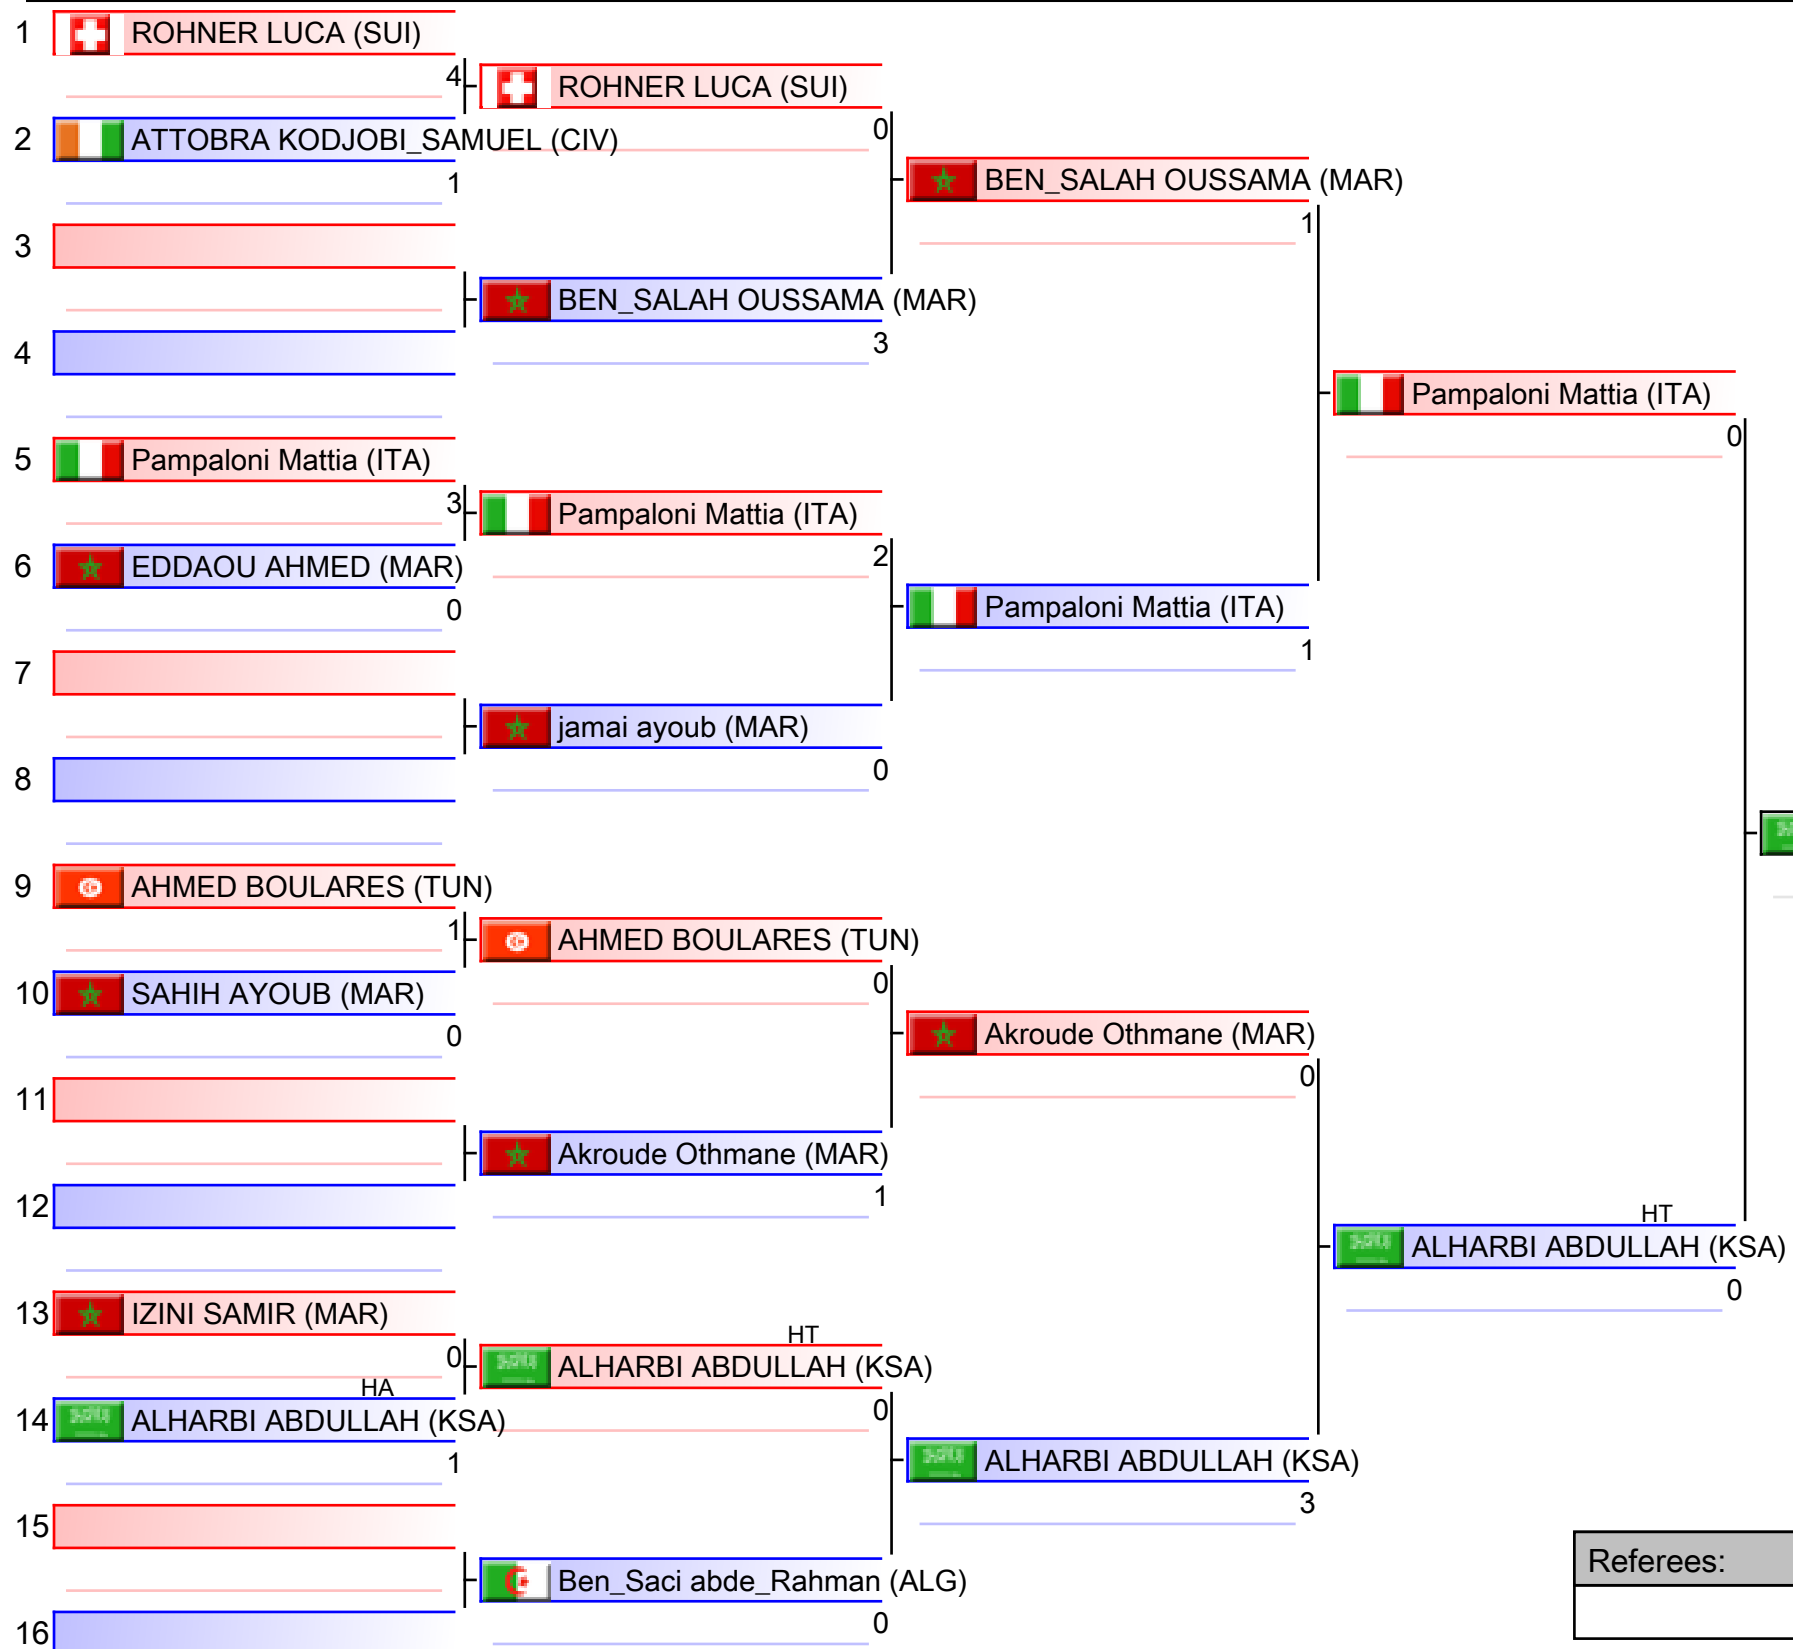 1 ROHNER LUCA (SUI)
4 ROHNER LUCA (SUI)
2 ATTOBRA KODJOBI_SAMUEL (CIV) 0
1 BEN_SALAH OUSSAMA (MAR)
3 1
BEN_SALAH OUSSAMA (MAR)
4 3
Pampaloni Mattia (ITA)
5 Pampaloni Mattia (ITA) 0
3 Pampaloni Mattia (ITA)
6 EDDAOU AHMED (MAR) 2
0 Pampaloni Mattia (ITA)
7 1
jamai ayoub (MAR)
8 0
9 AHMED BOULARES (TUN)
1 AHMED BOULARES (TUN)
10 SAHIH AYOUB (MAR) 0
0 Akroude Othmane (MAR)
11 0
Akroude Othmane (MAR)
12 1
HT
ALHARBI ABDULLAH (KSA)
13 IZINI SAMIR (MAR) 0
HT
0 ALHARBI ABDULLAH (KSA)
HA
14 ALHARBI ABDULLAH (KSA) 0
1 ALHARBI ABDULLAH (KSA)
15 3
Referees:
Ben_Saci abde_Rahman (ALG)
16 0